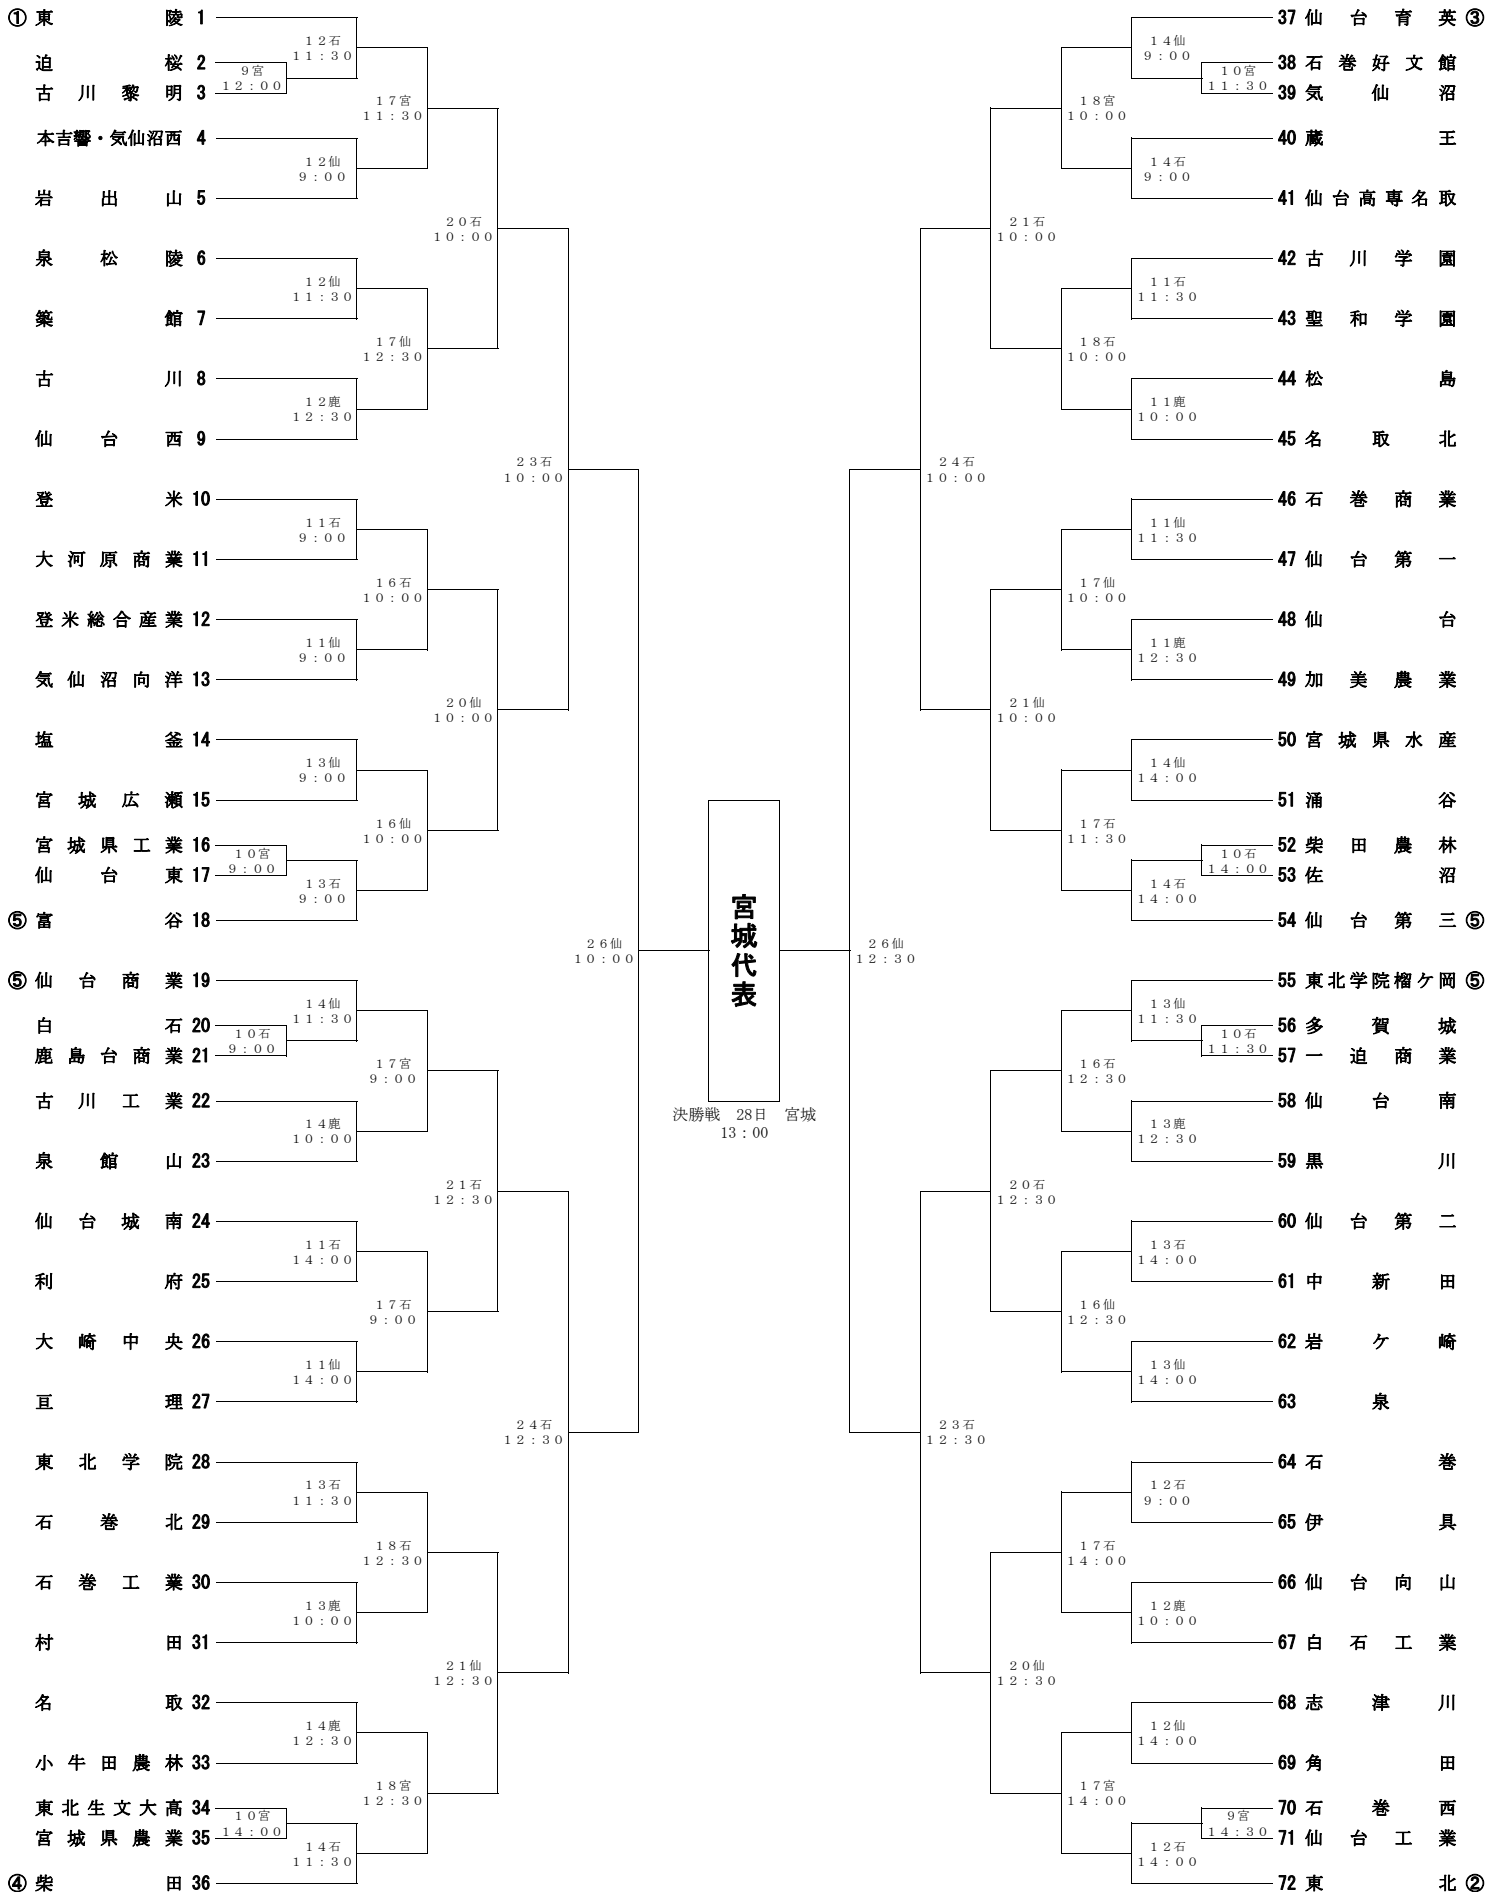 ① 東陵 1
12石
11:30
迫桜 2
9宮
12:00
古川黎明 3
17宮
11:30
本吉響・気仙沼西 4
12仙
9:00
岩出山 5
20石
10:00
泉松陵 6
12仙
11:30
築館 7
17仙
12:30
古川 8
12鹿
12:30
仙台西 9
23石
10:00
登米 10
11石
9:00
大河原商業 11
16石
10:00
登米総合産業 12
11仙
9:00
気仙沼向洋 13
20仙
10:00
塩釜 14
13仙
9:00
宮城広瀬 15
16仙
10:00
宮城県工業 16
10宮
9:00
仙台東 17
13石
9:00
⑤ 富谷 18
26仙
10:00
⑤ 仙台商業 19
14仙
11:30
白石 20
10石
9:00
鹿島台商業 21
17宮
9:00
古川工業 22
14鹿
10:00
泉館山 23
21石
12:30
仙台城南 24
11石
14:00
利府 25
17石
9:00
大崎中央 26
11仙
14:00
亘理 27
24石
12:30
東北学院 28
13石
11:30
石巻北 29
18石
12:30
石巻工業 30
13鹿
10:00
村田 31
21仙
12:30
名取 32
14鹿
12:30
小牛田農林 33
18宮
12:30
東北生文大高 34
10宮
14:00
宮城県農業 35
14石
11:30
④ 柴田 36
宮城代表
決勝戦 28日 宮城
13:00
37 仙台育英 ③
14仙
9:00
38 石巻好文館
10宮
11:30
39 気仙沼
18宮
10:00
40 蔵王
14石
9:00
41 仙台高専名取
21石
10:00
42 古川学園
11石
11:30
43 聖和学園
18石
10:00
44 松島
11鹿
10:00
45 名取北
24石
10:00
46 石巻商業
11仙
11:30
47 仙台第一
17仙
10:00
48 仙台
11鹿
12:30
49 加美農業
21仙
10:00
50 宮城県水産
14仙
14:00
51 涌谷
17石
11:30
52 柴田農林
10石
14:00
53 佐沼
14石
14:00
54 仙台第三 ⑤
26仙
12:30
55 東北学院榴ケ岡 ⑤
13仙
11:30
56 多賀城
10石
11:30
57 一迫商業
16石
12:30
58 仙台南
13鹿
12:30
59 黒川
20石
12:30
60 仙台第二
13石
14:00
61 中新田
16仙
12:30
62 岩ケ崎
13仙
14:00
63 泉
23石
12:30
64 石巻
12石
9:00
65 伊具
17石
14:00
66 仙台向山
12鹿
10:00
67 白石工業
20仙
12:30
68 志津川
12仙
14:00
69 角田
17宮
14:00
70 石巻西
9宮
14:30
71 仙台工業
12石
14:00
72 東北 ②